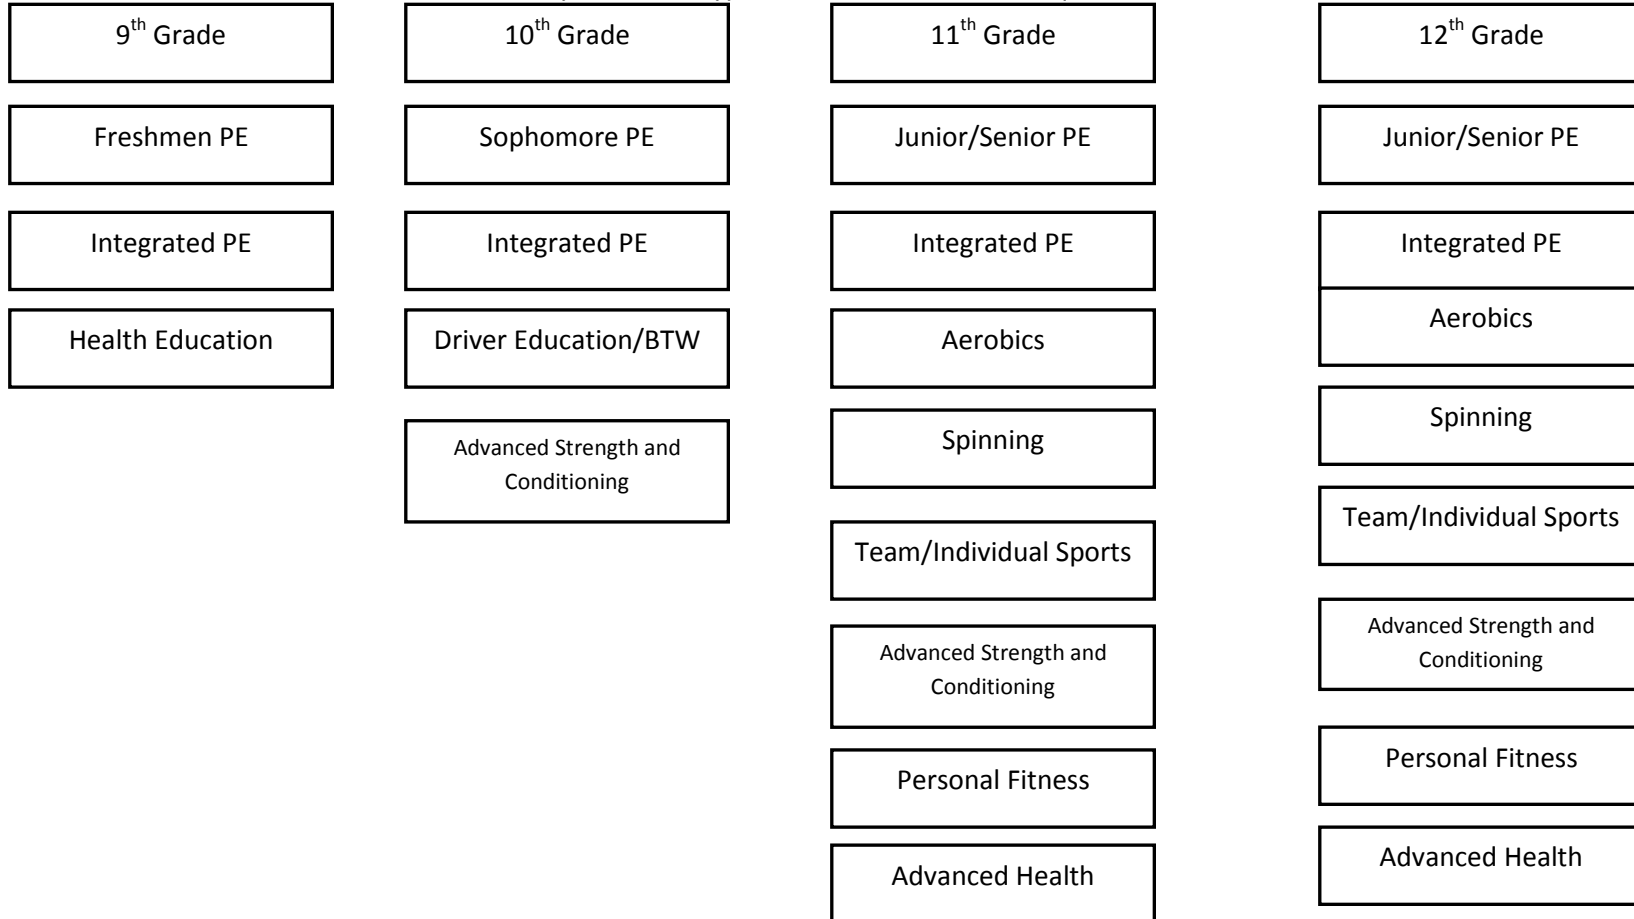 9th Grade
Freshmen PE
Integrated PE
Health Education
10th Grade
Sophomore PE
Integrated PE
Driver Education/BTW
Advanced Strength and
Conditioning
11th Grade
Junior/Senior PE
Integrated PE
Aerobics
Spinning
Team/Individual Sports
Advanced Strength and
Conditioning
Personal Fitness
Advanced Health
12th Grade
Junior/Senior PE
Integrated PE
Aerobics
Spinning
Team/Individual Sports
Advanced Strength and
Conditioning
Personal Fitness
Advanced Health